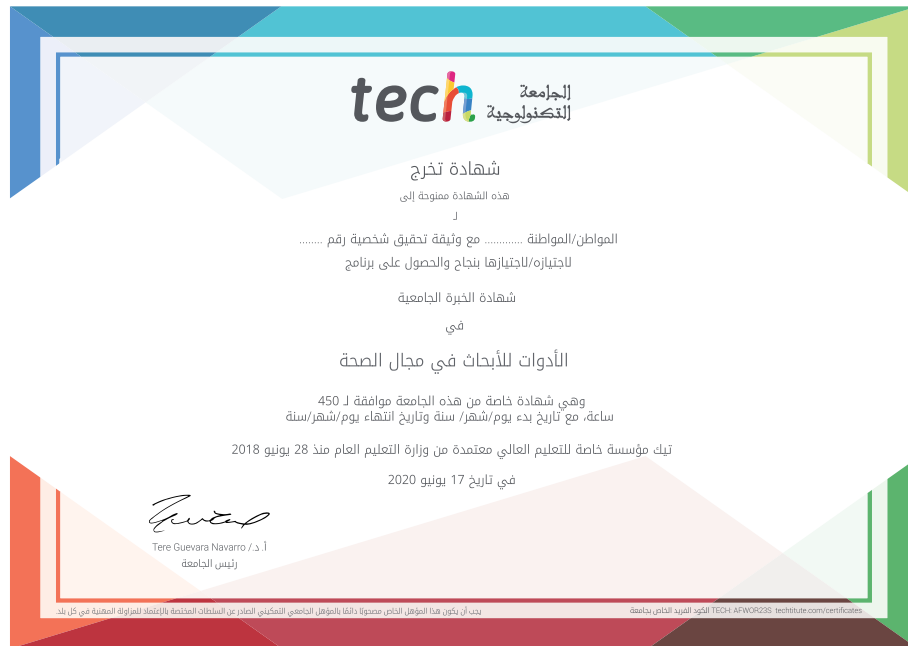 tech الجامعة
التكنولوجية
شهادة تخرج
هذه الشهادة ممنوحة إلى
لـ
المواطن/المواطنة ............ مع وثيقة تحقيق شخصية رقم ........
لاجتيازه/لاجتيازها بنجاح والحصول على برنامج
شهادة الخبرة الجامعية
في
الأدوات للأبحاث في مجال الصحة
وهي شهادة خاصة من هذه الجامعة موافقة لـ 450
ساعة، مع تاريخ بدء يوم/شهر/ سنة وتاريخ انتهاء يوم/شهر/سنة
تيك مؤسسة خاصة للتعليم العالي معتمدة من وزارة التعليم العام منذ 28 يونيو 2018
في تاريخ 17 يونيو 2020
أ.د./ Tere Guevara Navarro
رئيس الجامعة
يجب أن يكون هذا المؤهل الخاص مصحوبًا دائمًا بالمؤهل الجامعي التمكيني الصادر عن السلطات المختصة بالإعتماد للمزاولة المهنية في كل بلد.
الكود الفريد الخاص بجامعة TECH: AFWOR23S techtitute.com/certificates